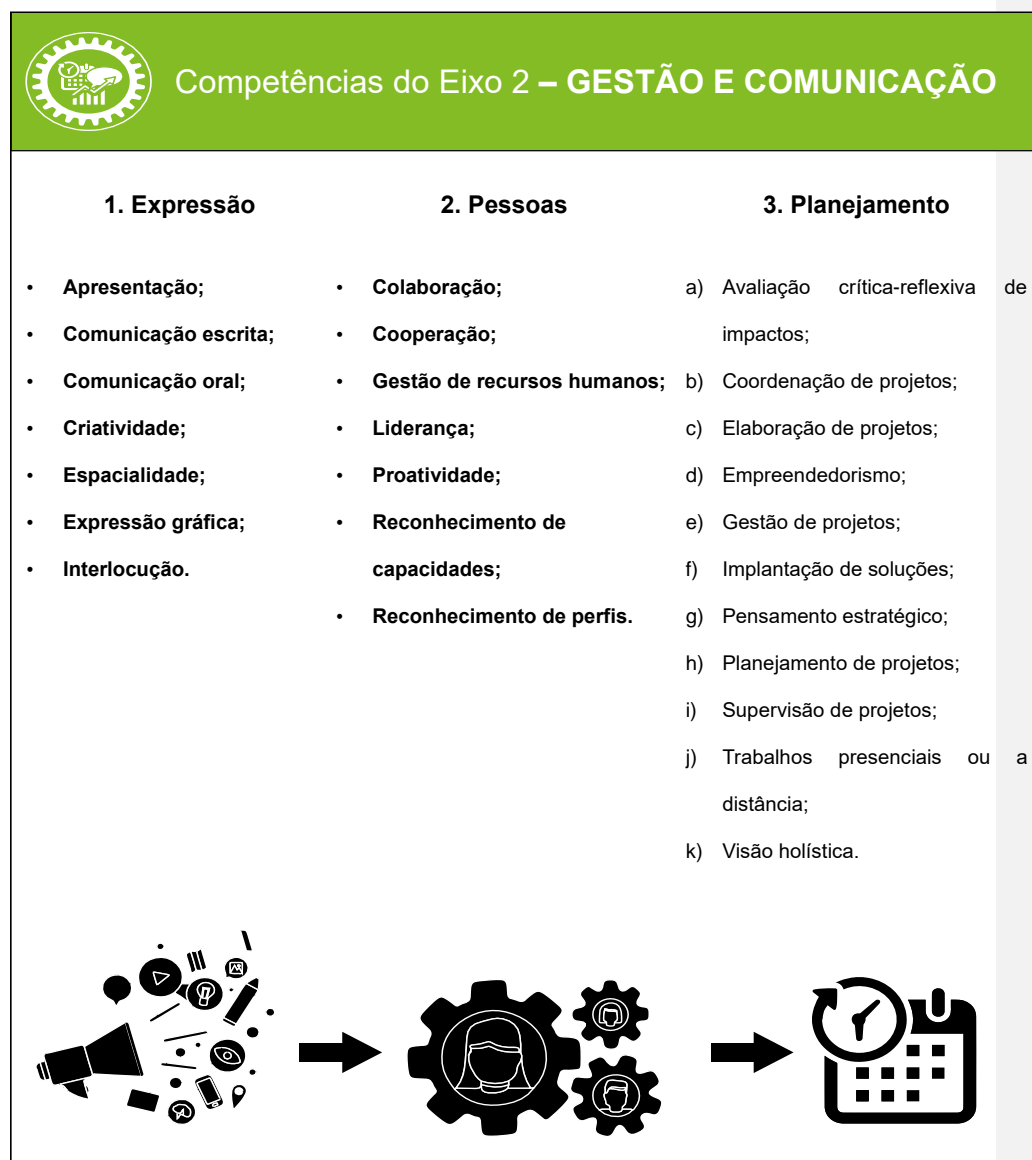 Competências do Eixo 2 – GESTÃO E COMUNICAÇÃO
1. Expressão
• Apresentação;
• Comunicação escrita;
• Comunicação oral;
• Criatividade;
• Espacialidade;
• Expressão gráfica;
• Interlocução.
2. Pessoas
• Colaboração;
• Cooperação;
• Gestão de recursos humanos;
• Liderança;
• Proatividade;
• Reconhecimento de
capacidades;
• Reconhecimento de perfis.
3. Planejamento
a) Avaliação crítica-reflexiva de
impactos;
b) Coordenação de projetos;
c) Elaboração de projetos;
d) Empreendedorismo;
e) Gestão de projetos;
f) Implantação de soluções;
g) Pensamento estratégico;
h) Planejamento de projetos;
i) Supervisão de projetos;
j) Trabalhos presenciais ou a
distância;
k) Visão holística.